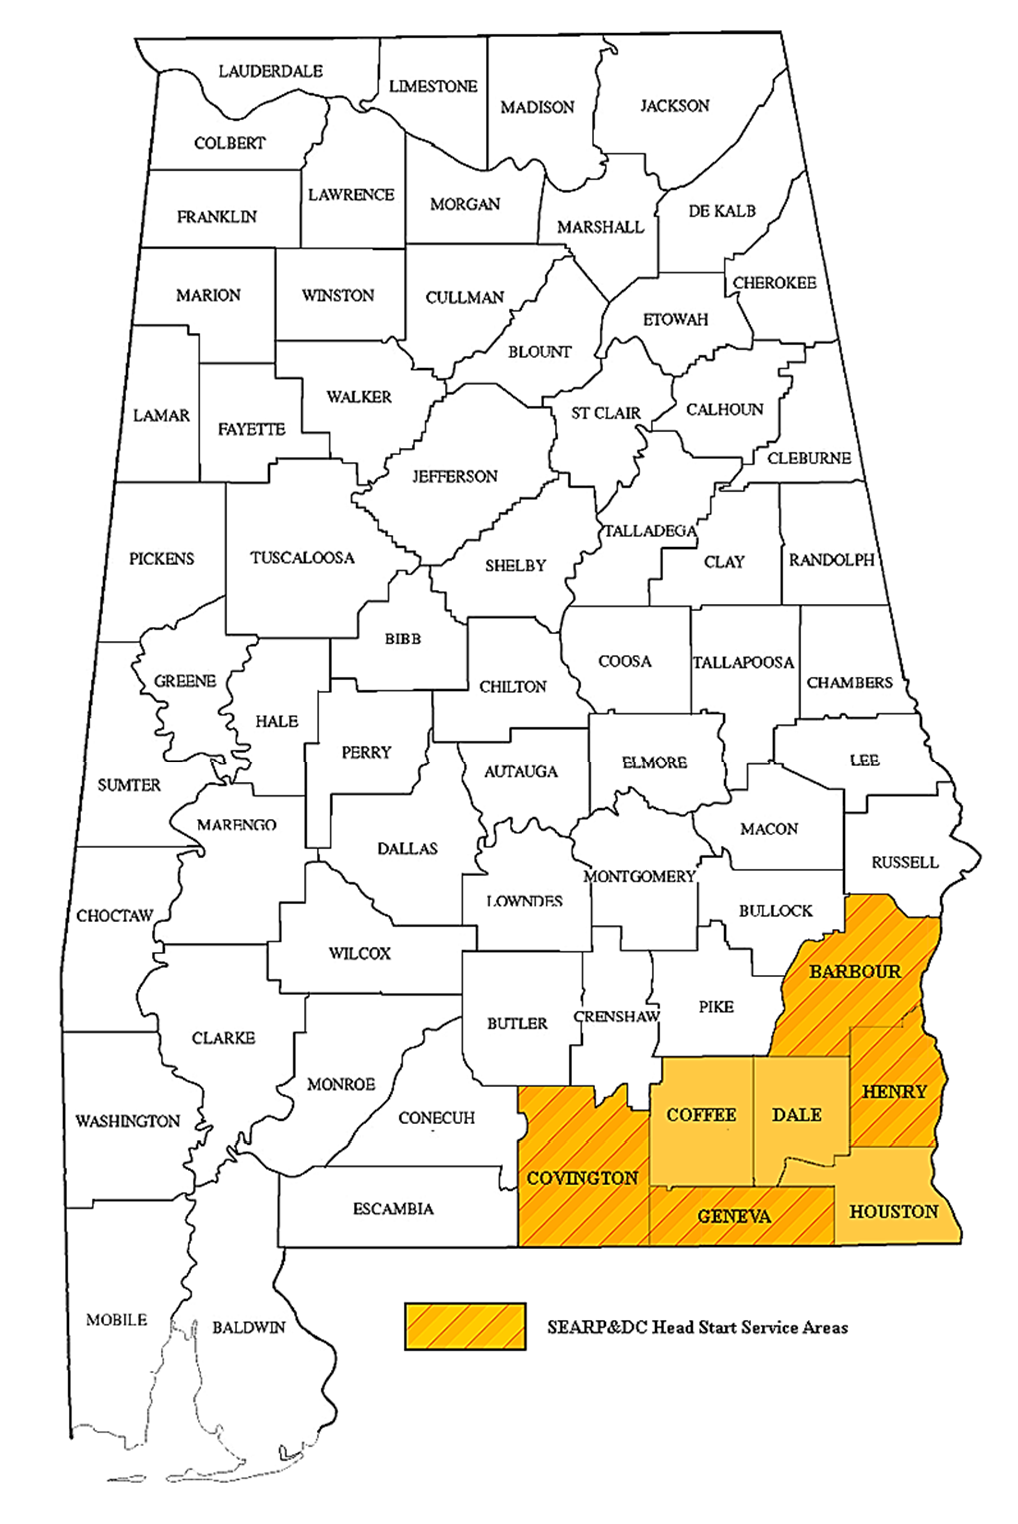 LAUDERDALE
LIMESTONE
MADISON
JACKSON
COLBERT
LAWRENCE
FRANKLIN
MORGAN
MARSHALL
DE KALB
MARION
WINSTON
CULLMAN
CHEROKEE
ETOWAH
BLOUNT
WALKER
LAMAR
FAYETTE
ST CLAIR
CALHOUN
CLEBURNE
JEFFERSON
TALLADEGA
PICKENS
TUSCALOOSA
SHELBY
CLAY
RANDOLPH
BIBB
GREENE
HALE
CHILTON
COOSA
TALLAPOOSA
CHAMBERS
PERRY
SUMTER
AUTAUGA
ELMORE
LEE
MARENGO
DALLAS
MACON
RUSSELL
CHOCTAW
LOWNDES
MONTGOMERY
BULLOCK
WILCOX
BARBOUR
CLARKE
BUTLER
CRENSHAW
PIKE
MONROE
HENRY
WASHINGTON
CONECUH
COFFEE
DALE
COVINGTON
ESCAMBIA
GENEVA
HOUSTON
MOBILE
BALDWIN
SEARP&DC Head Start Service Areas